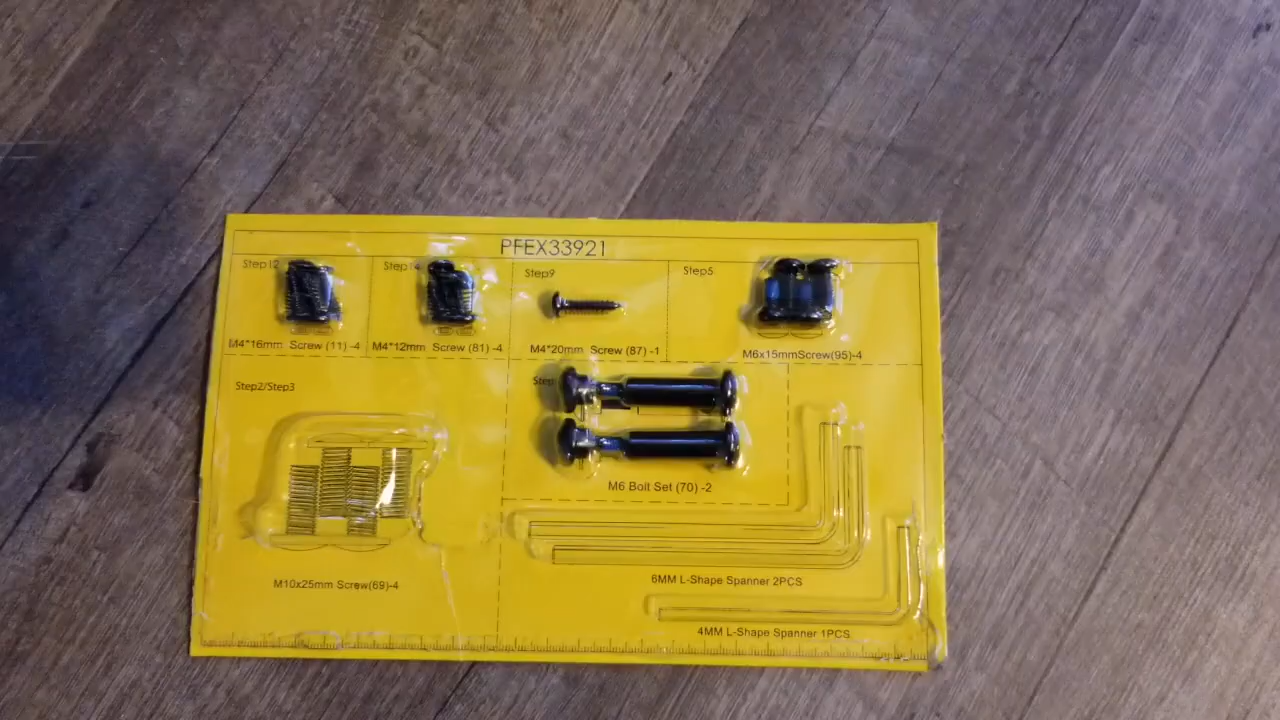 PFEX33921
Step12
Step9
Step5
M4*16mm Screw (11) -4
M4*12mm Screw (81) -4
M4*20mm Screw (87) -1
M6x15mmScrew(95)-4
Step2/Step3
Step
M6 Bolt Set (70) -2
M10x25mm Screw(69)-4
6MM L-Shape Spanner 2PCS
4MM L-Shape Spanner 1PCS